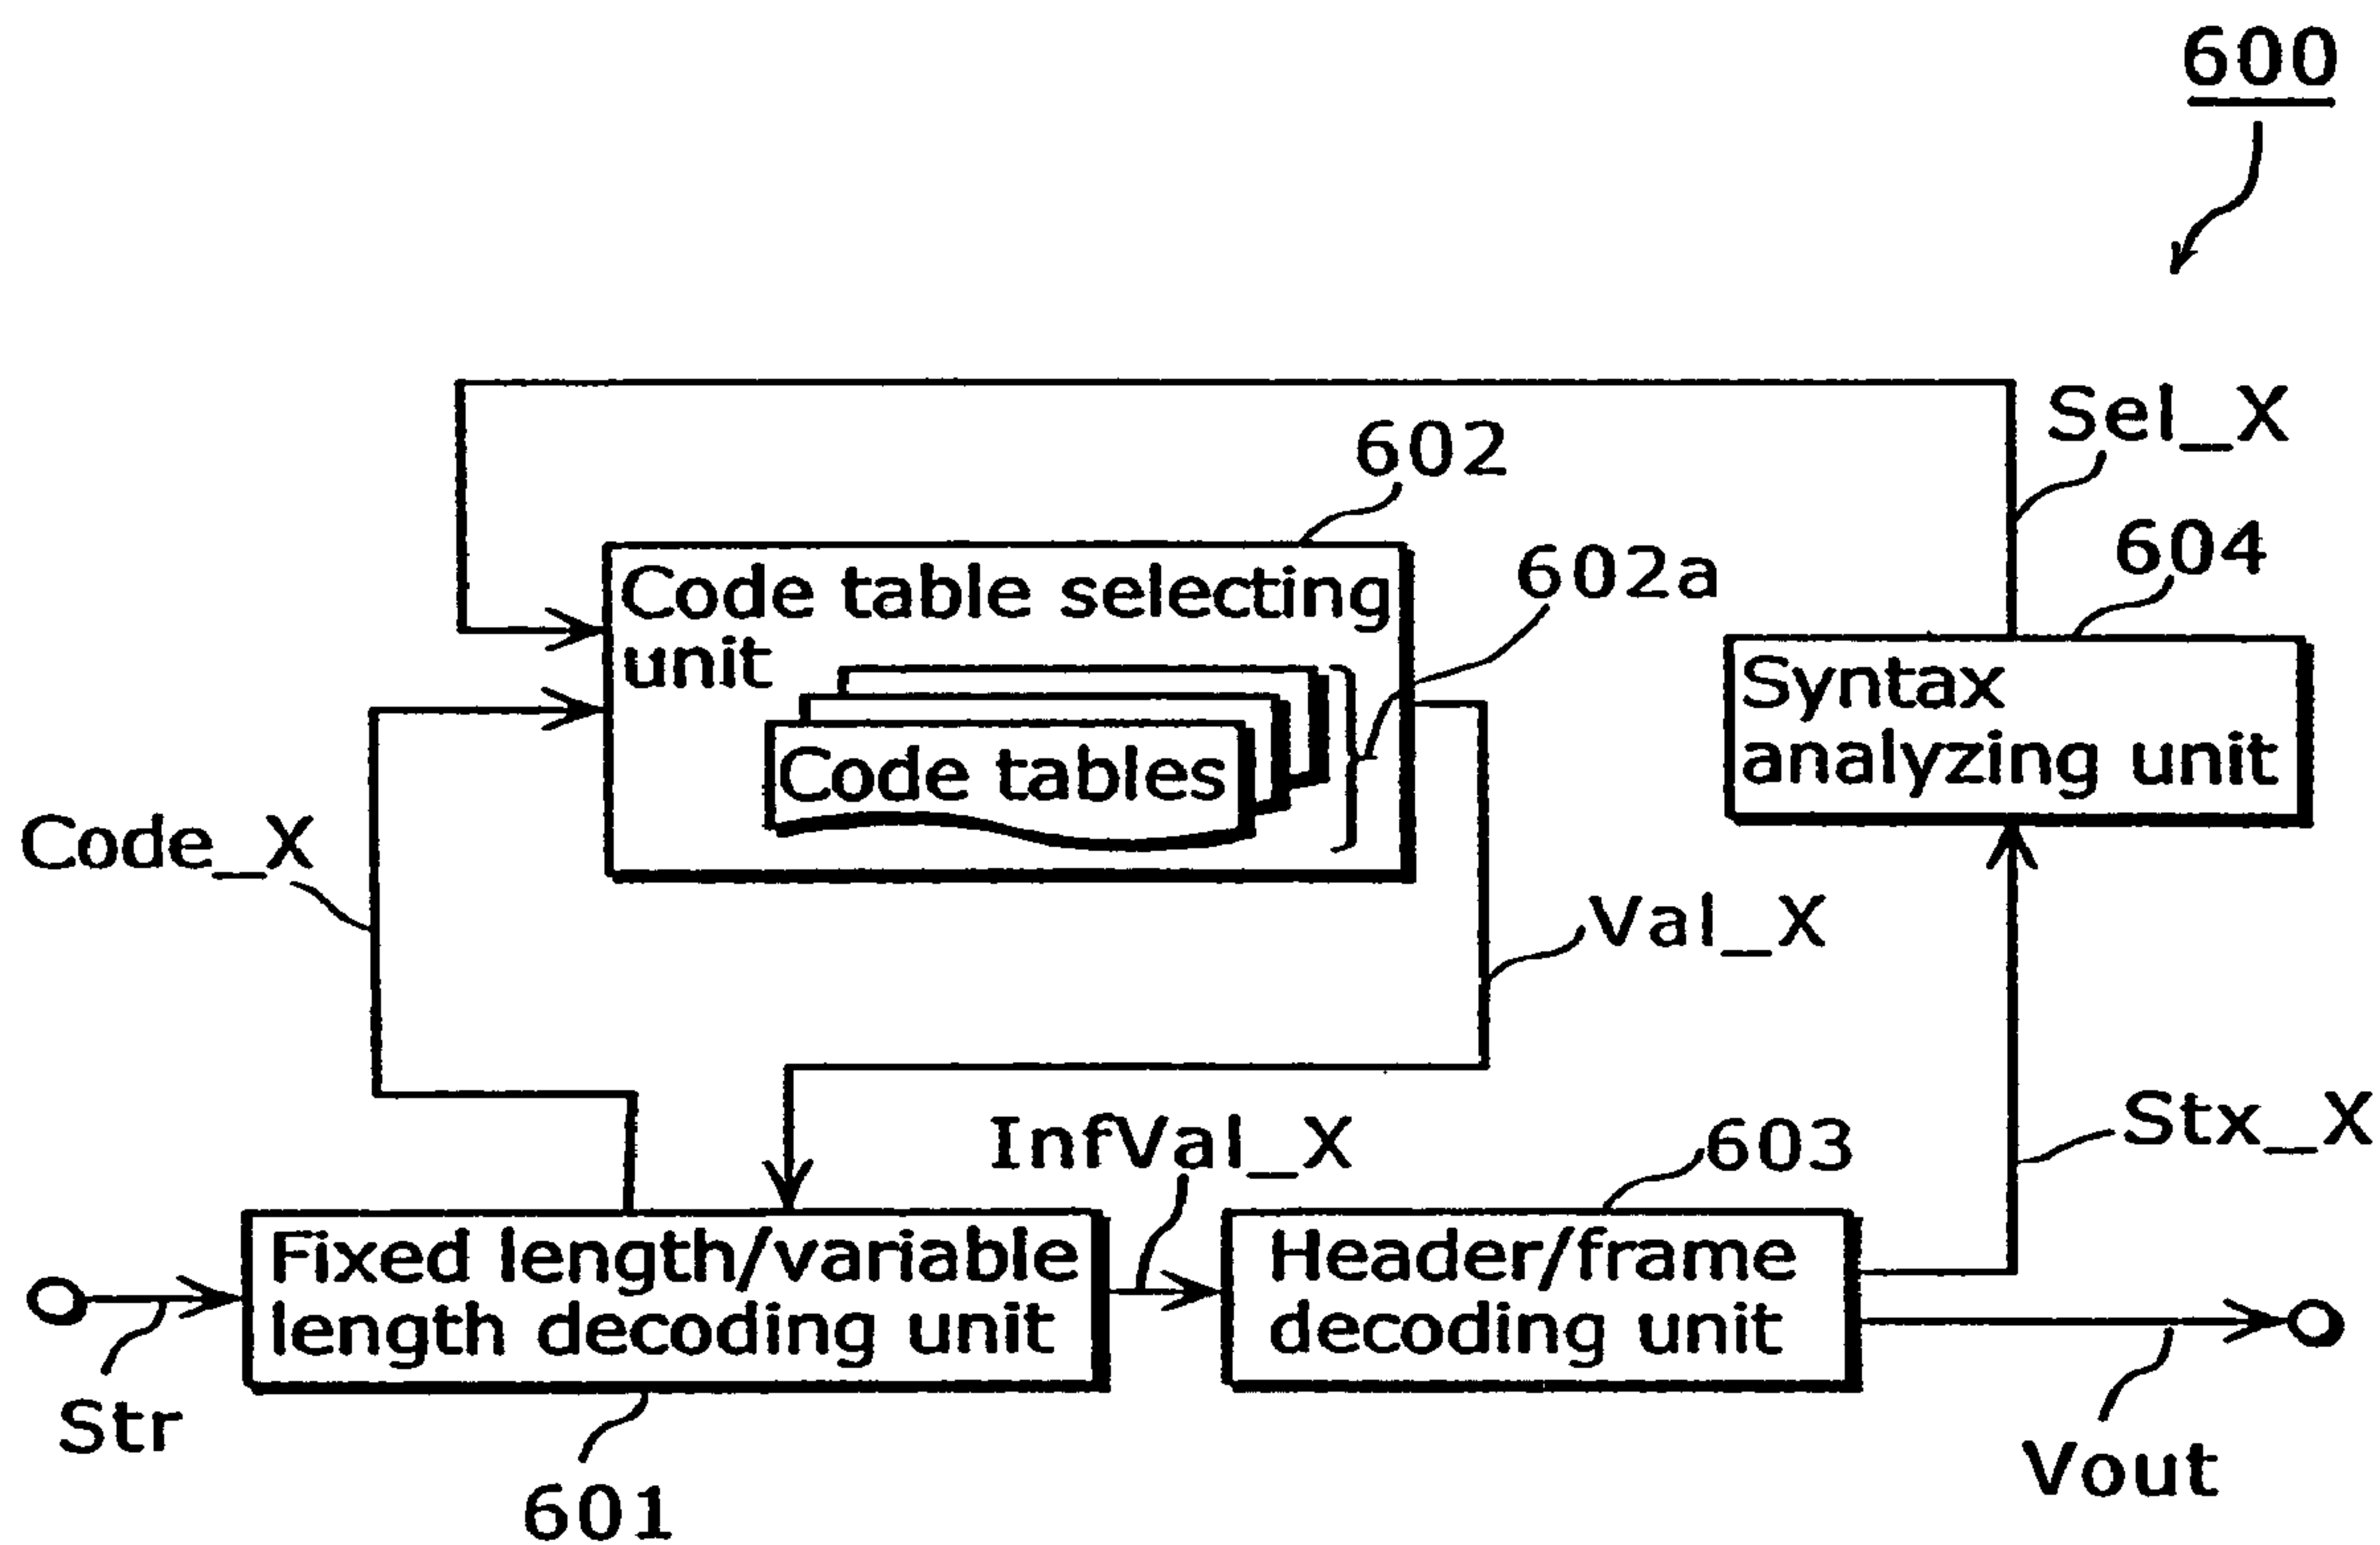 600
Sel_X
602
604
602a
Code table selecting
unit
Code tables
Syntax
analyzing unit
Code_X
Val_X
InfVal_X
603
Stx_X
Fixed length/variable
length decoding unit
Header/frame
decoding unit
Str
601
Vout